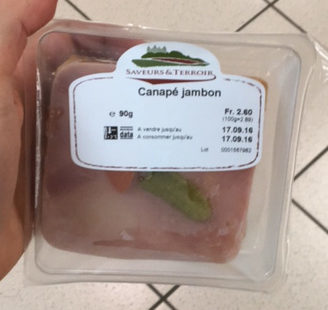 SAVEURS & TERROIR
Canapé jambon
e 90g
Fr. 2.60
(100g=2.89)
data
A vendre jusqu'au 17.09.16
A consommer jusqu'au 17.09.16
Lot